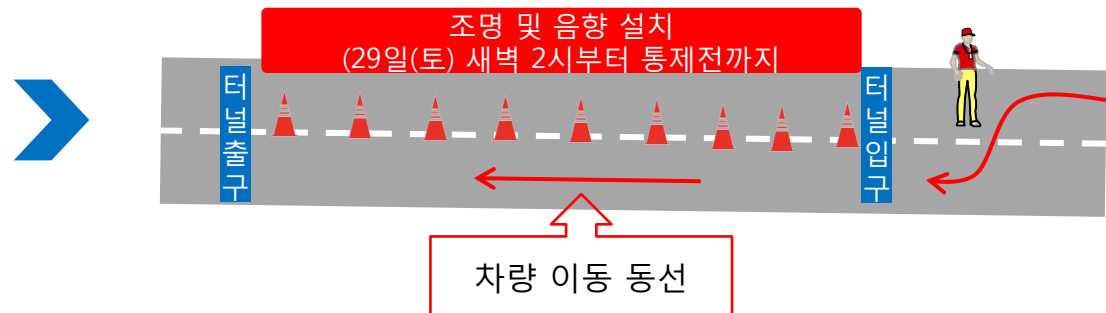 조명 및 음향 설치
(29일(토) 새벽 2시부터 통제전까지
터널출구
터널입구
차량 이동 동선